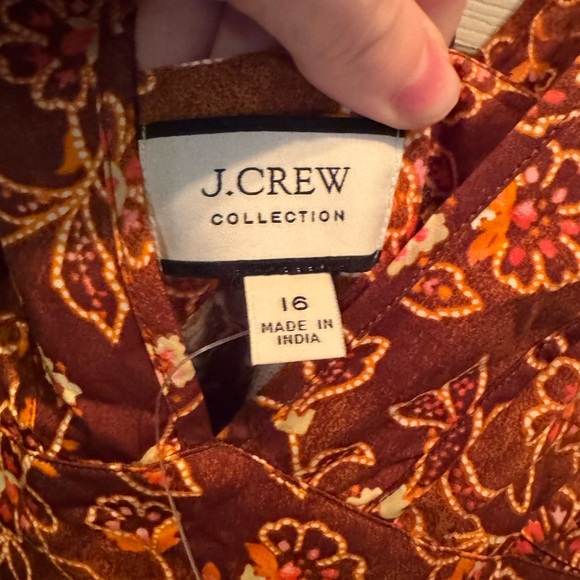 J.CREW
COLLECTION
16
MADE IN
INDIA